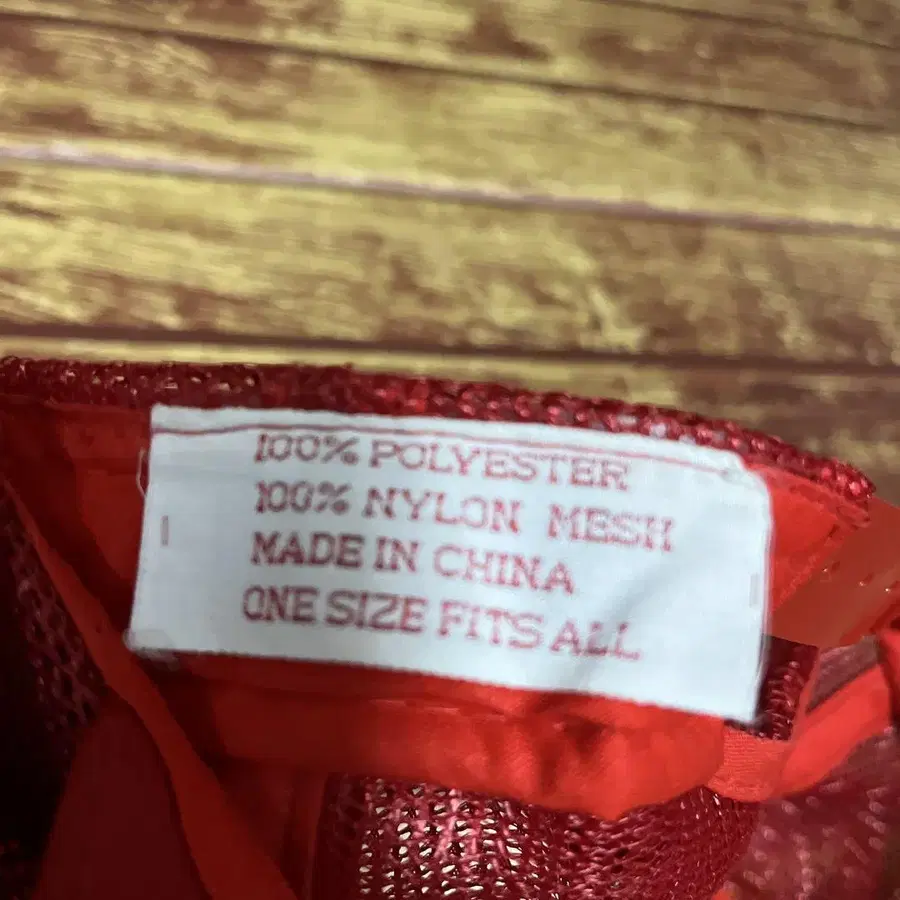 100% POLYESTER
100% NYLON MESH
MADE IN CHINA
ONE SIZE FITS ALL